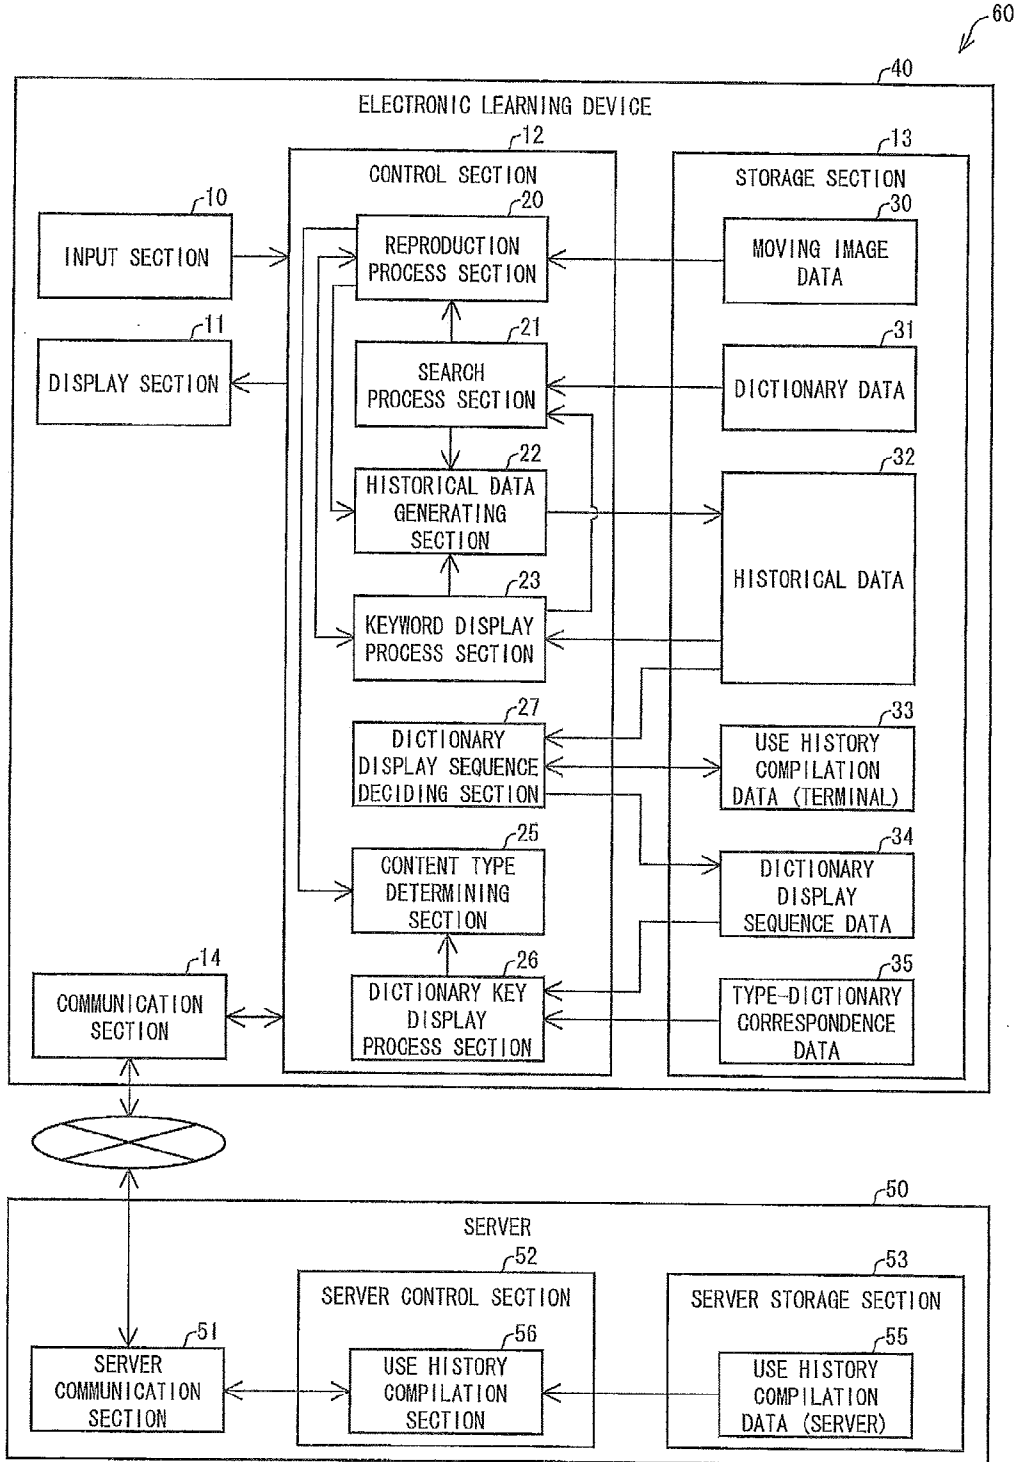 60
40
ELECTRONIC LEARNING DEVICE
12
CONTROL SECTION
13
STORAGE SECTION
10
INPUT SECTION
20
REPRODUCTION
PROCESS SECTION
30
MOVING IMAGE
DATA
11
DISPLAY SECTION
21
SEARCH
PROCESS SECTION
31
DICTIONARY DATA
22
HISTORICAL DATA
GENERATING
SECTION
32
HISTORICAL DATA
23
KEYWORD DISPLAY
PROCESS SECTION
27
DICTIONARY
DISPLAY SEQUENCE
DECIDING SECTION
33
USE HISTORY
COMPILATION
DATA (TERMINAL)
25
CONTENT TYPE
DETERMINING
SECTION
34
DICTIONARY
DISPLAY
SEQUENCE DATA
14
COMMUNICATION
SECTION
26
DICTIONARY KEY
DISPLAY
PROCESS SECTION
35
TYPE-DICTIONARY
CORRESPONDENCE
DATA
50
SERVER
52
SERVER CONTROL SECTION
53
SERVER STORAGE SECTION
51
SERVER
COMMUNICATION
SECTION
56
USE HISTORY
COMPILATION
SECTION
55
USE HISTORY
COMPILATION
DATA (SERVER)